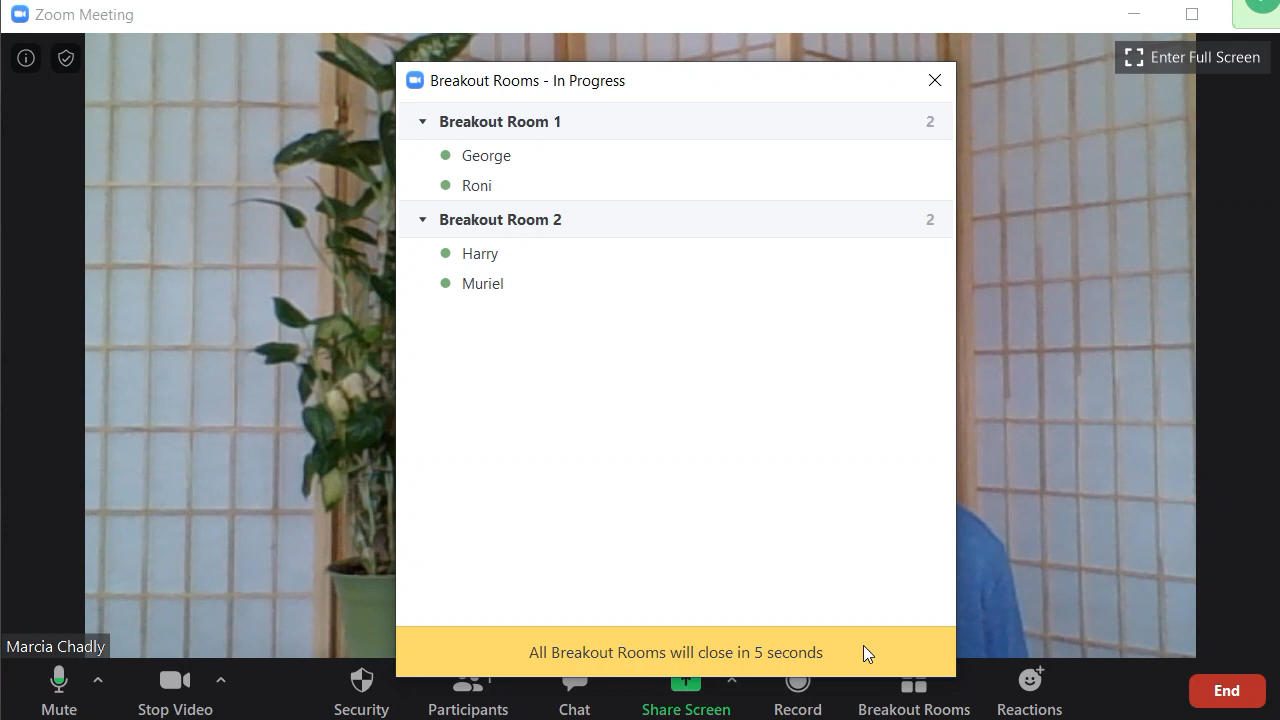 Zoom Meeting
Enter Full Screen
Breakout Rooms - In Progress
Breakout Room 1 2
George
Roni
Breakout Room 2 2
Harry
Muriel
All Breakout Rooms will close in 5 seconds
Marcia Chadly
Mute
Stop Video
Security
Participants
Chat
Share Screen
Record
Breakout Rooms
Reactions
End